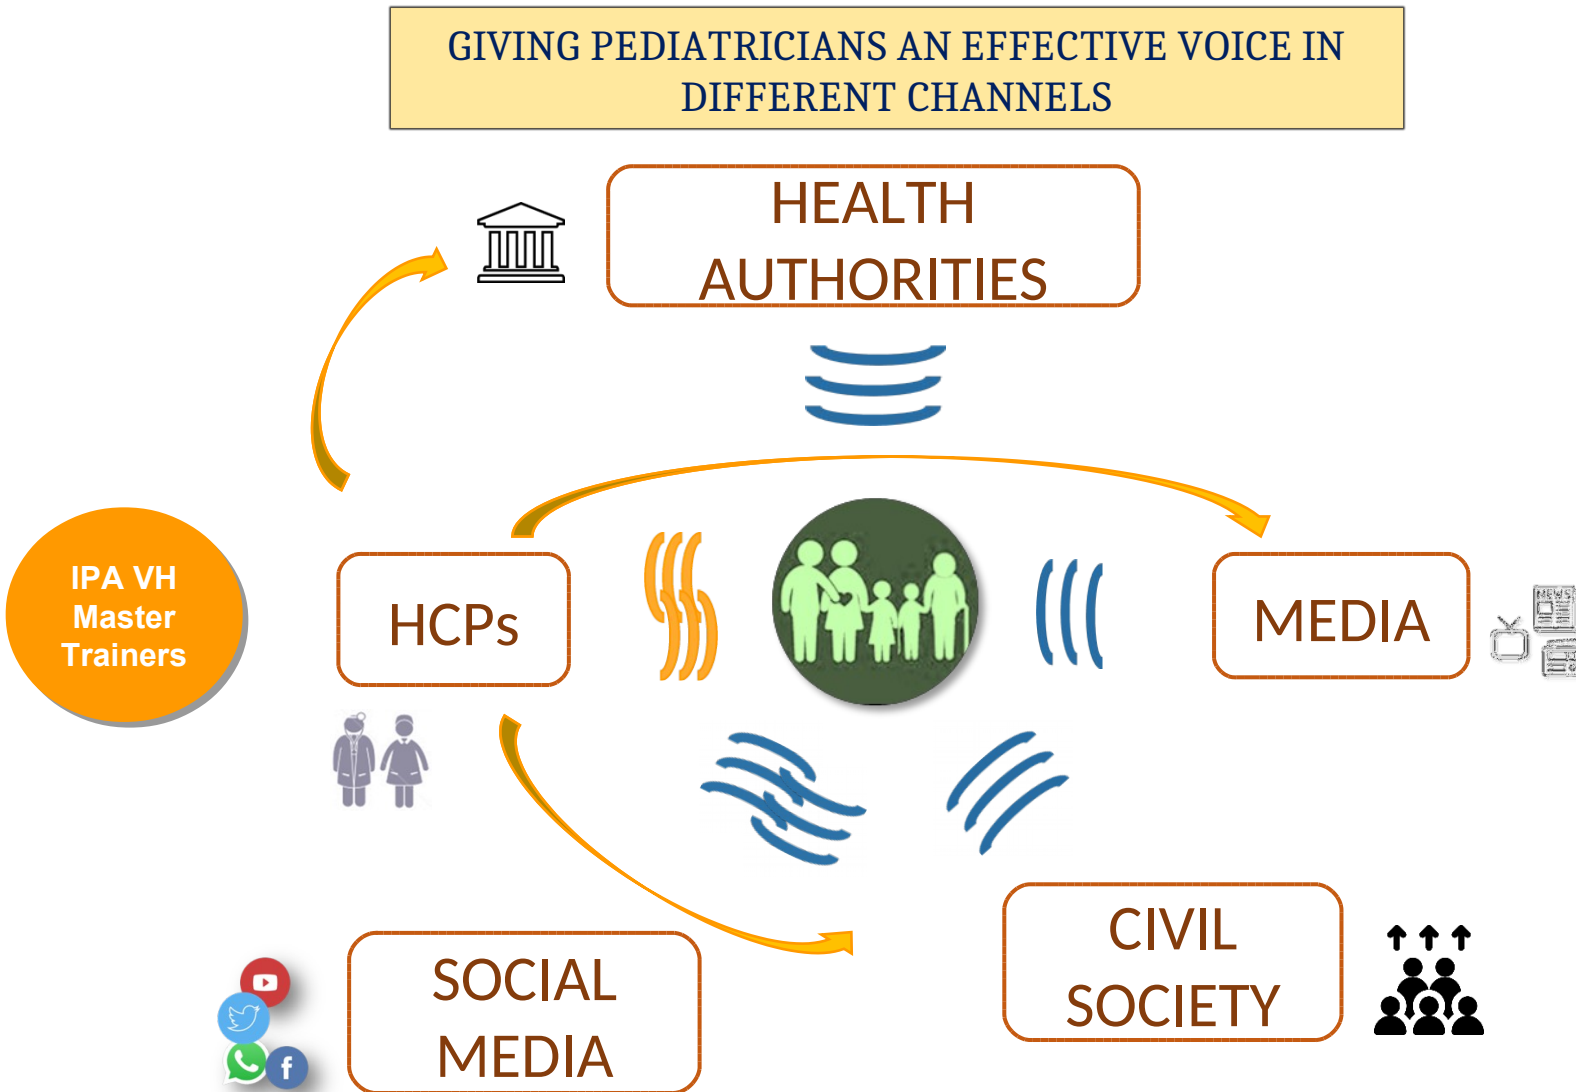 GIVING PEDIATRICIANS AN EFFECTIVE VOICE IN
DIFFERENT CHANNELS
HEALTH
AUTHORITIES
IPA VH
Master
Trainers
HCPs
MEDIA
NEWS
CIVIL
SOCIETY
SOCIAL
MEDIA
f